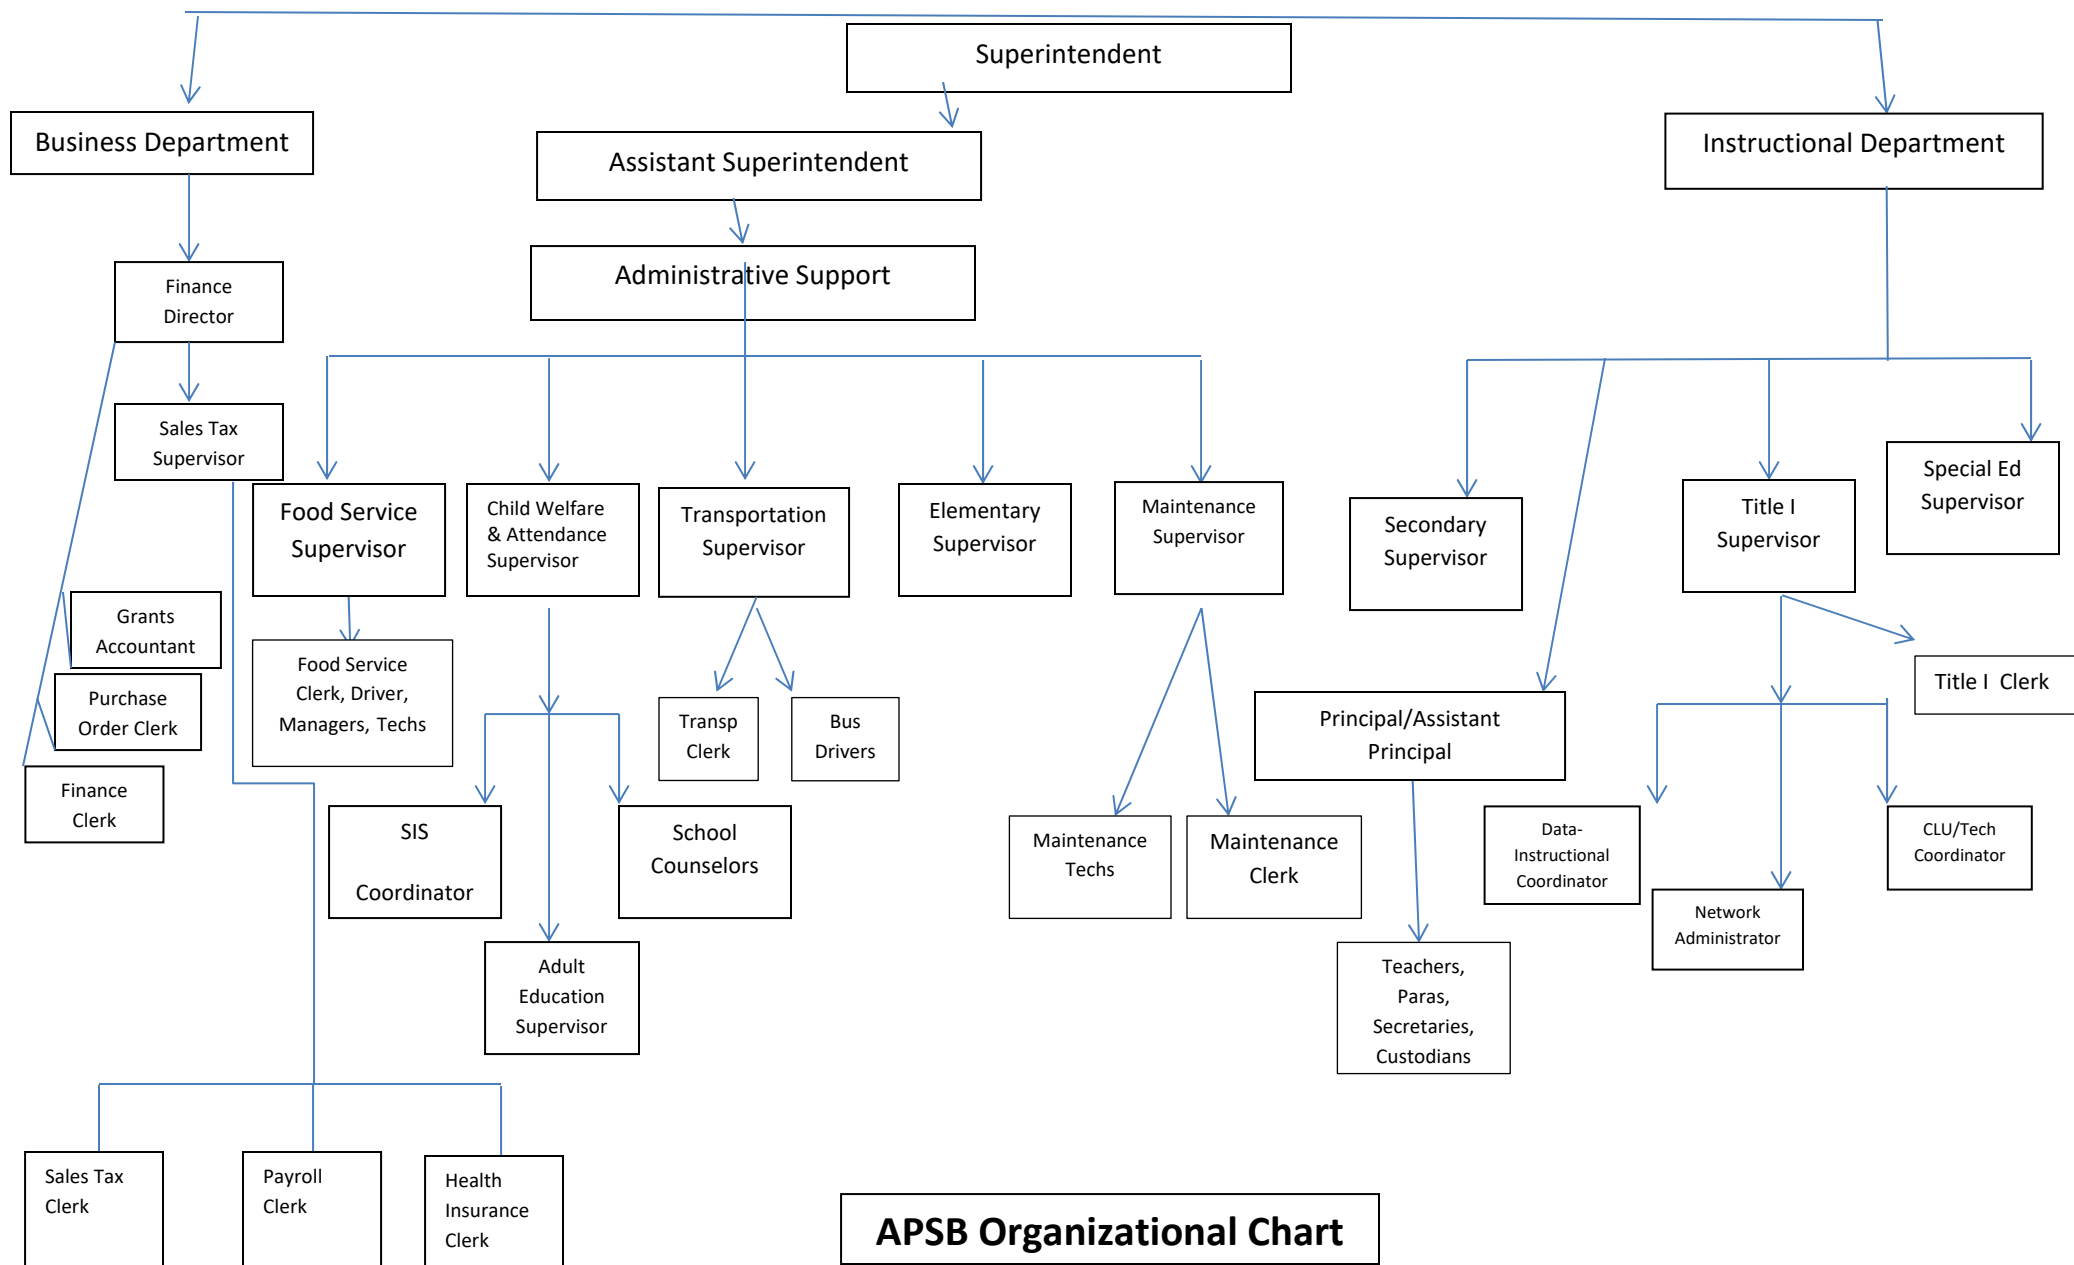 Superintendent
Business Department
Assistant Superintendent
Instructional Department
Administrative Support
Finance
Director
Sales Tax
Supervisor
Food Service
Supervisor
Child Welfare
& Attendance
Supervisor
Transportation
Supervisor
Elementary
Supervisor
Maintenance
Supervisor
Secondary
Supervisor
Title I
Supervisor
Special Ed
Supervisor
Grants
Accountant
Purchase
Order Clerk
Finance
Clerk
Food Service
Clerk, Driver,
Managers, Techs
Transp
Clerk
Bus
Drivers
Principal/Assistant
Principal
Title I Clerk
SIS
Coordinator
School
Counselors
Maintenance
Techs
Maintenance
Clerk
Data-
Instructional
Coordinator
CLU/Tech
Coordinator
Network
Administrator
Adult
Education
Supervisor
Teachers,
Paras,
Secretaries,
Custodians
Sales Tax
Clerk
Payroll
Clerk
Health
Insurance
Clerk
APSB Organizational Chart